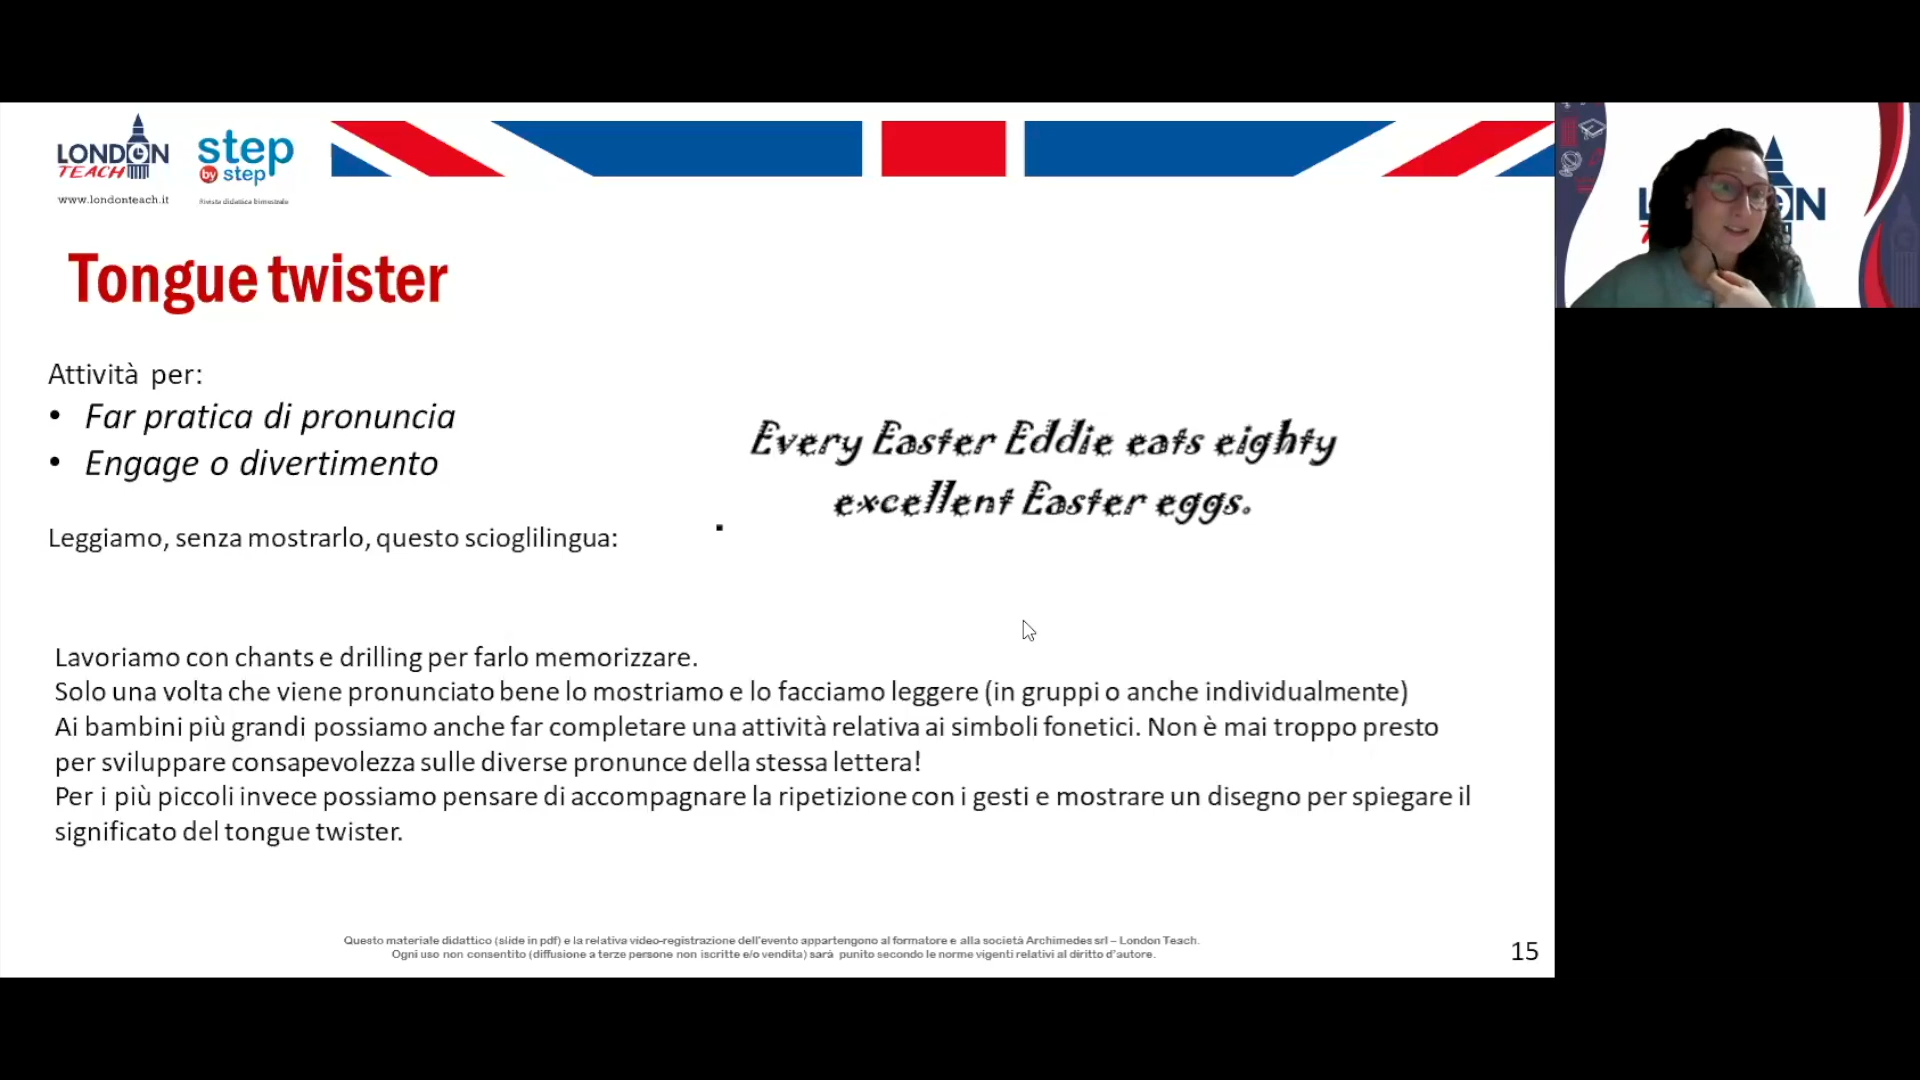 LONDON
TEACH
www.londonteach.it
step
by step
Rivista didattica bimestrale
Tongue twister
Attività per:
• Far pratica di pronuncia
• Engage o divertimento
Every Easter Eddie eats eighty
excellent Easter eggs.
Leggiamo, senza mostrarlo, questo scioglilingua:
Lavoriamo con chants e drilling per farlo memorizzare.
Solo una volta che viene pronunciato bene lo mostriamo e lo facciamo leggere (in gruppi o anche individualmente)
Ai bambini più grandi possiamo anche far completare una attività relativa ai simboli fonetici. Non è mai troppo presto
per sviluppare consapevolezza sulle diverse pronunce della stessa lettera!
Per i più piccoli invece possiamo pensare di accompagnare la ripetizione con i gesti e mostrare un disegno per spiegare il
significato del tongue twister.
Questo materiale didattico (slide in pdf) e la relativa video-registrazione dell'evento appartengono al formatore e alla società Archimedes srl – London Teach.
Ogni uso non consentito (diffusione a terze persone non iscritte e/o vendita) sarà punito secondo le norme vigenti relativi al diritto d'autore.
15